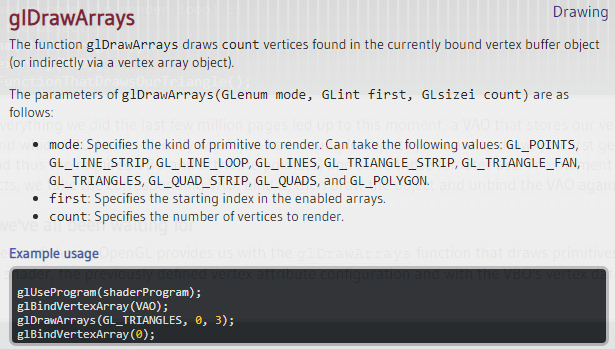 glDrawArrays
Drawing
The function glDrawArrays draws count vertices found in the currently bound vertex buffer object
(or indirectly via a vertex array object).
The parameters of glDrawArrays(GLenum mode, GLint first, GLsizei count) are as
follows:
• mode: Specifies the kind of primitive to render. Can take the following values: GL_POINTS,
GL_LINE_STRIP, GL_LINE_LOOP, GL_LINES, GL_TRIANGLE_STRIP, GL_TRIANGLE_FAN,
GL_TRIANGLES, GL_QUAD_STRIP, GL_QUADS, and GL_POLYGON.
• first: Specifies the starting index in the enabled arrays.
• count: Specifies the number of vertices to render.
Example usage
glUseProgram(shaderProgram);
glBindVertexArray(VAO);
glDrawArrays(GL_TRIANGLES, 0, 3);
glBindVertexArray(0);